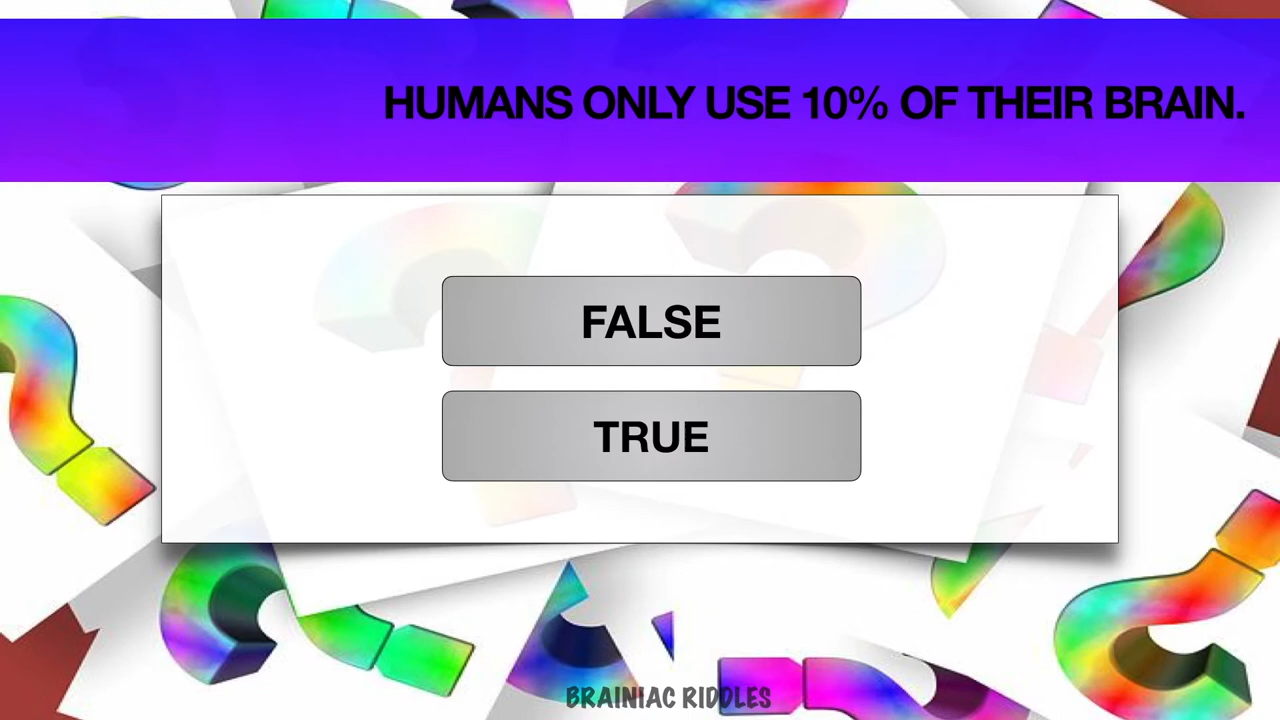 HUMANS ONLY USE 10% OF THEIR BRAIN.
FALSE
TRUE
BRAINIAC RIDDLES